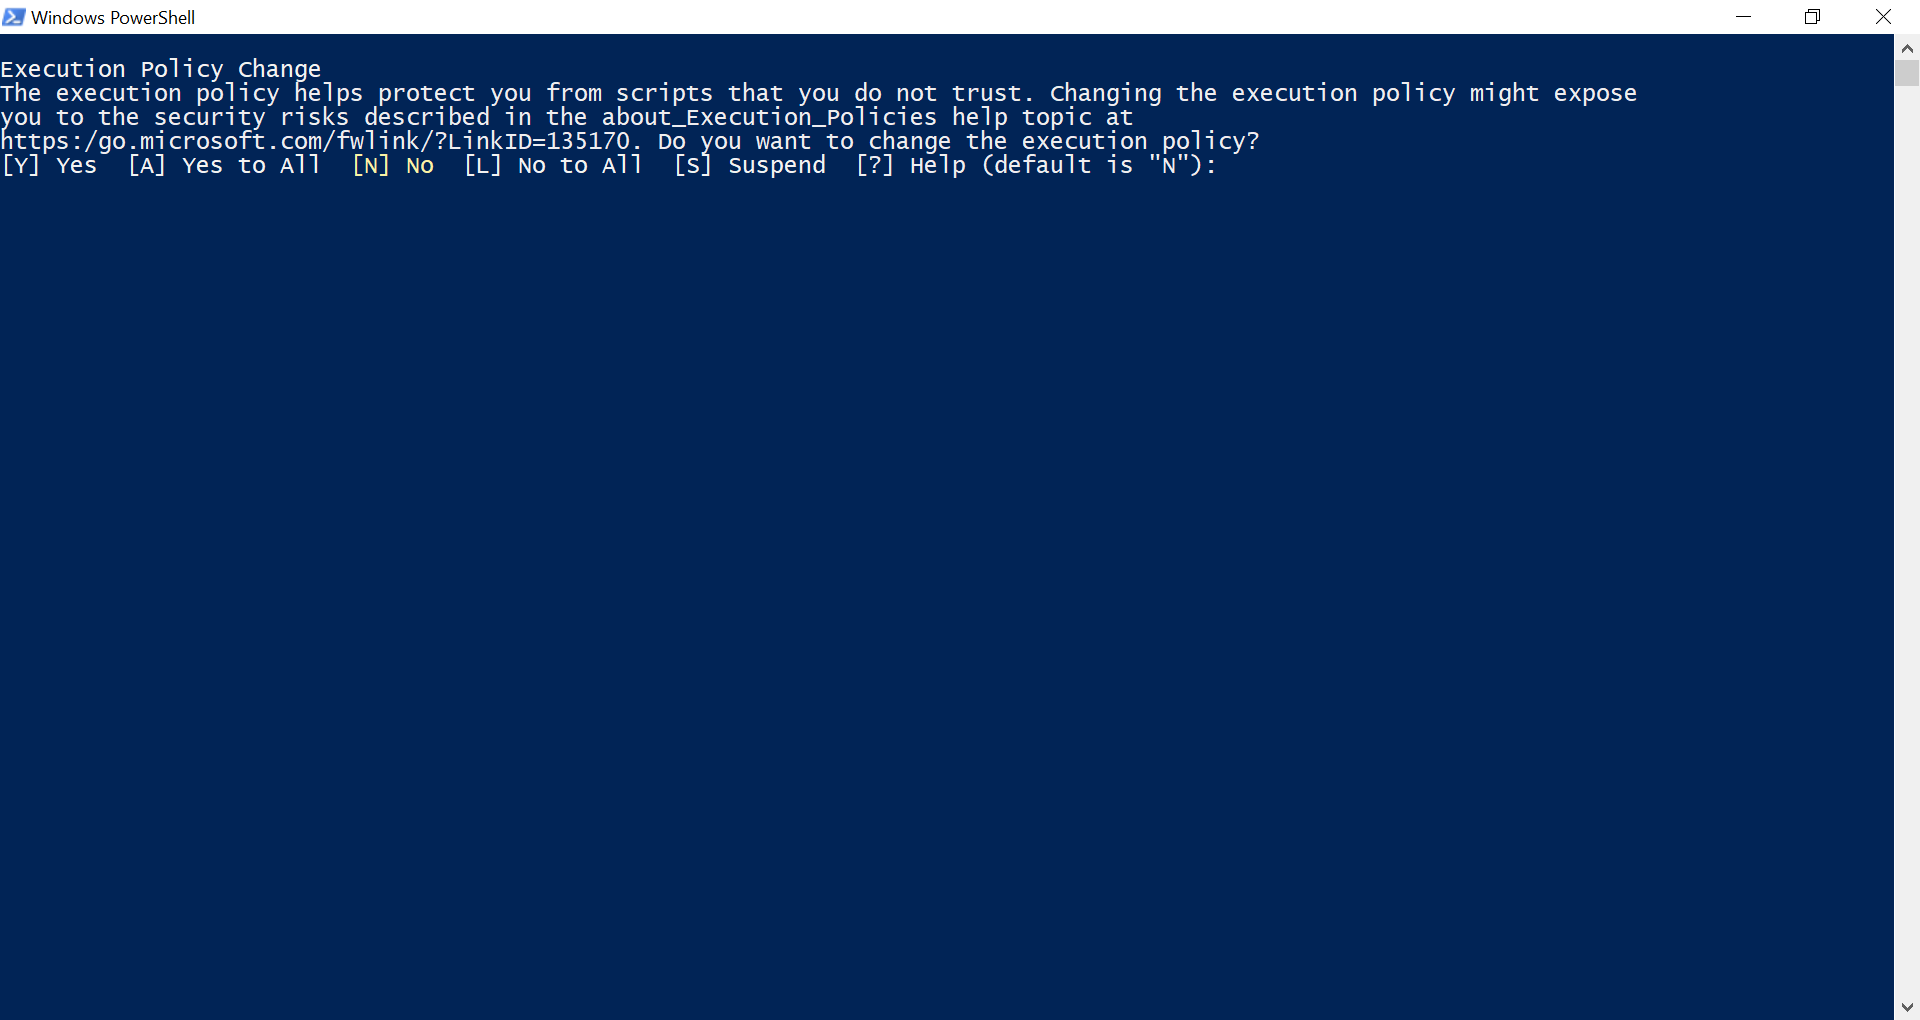 Windows PowerShell
Execution Policy Change
The execution policy helps protect you from scripts that you do not trust. Changing the execution policy might expose
you to the security risks described in the about_Execution_Policies help topic at
https:/go.microsoft.com/fwlink/?LinkID=135170. Do you want to change the execution policy?
[Y] Yes  [A] Yes to All  [N] No  [L] No to All  [S] Suspend  [?] Help (default is "N"):